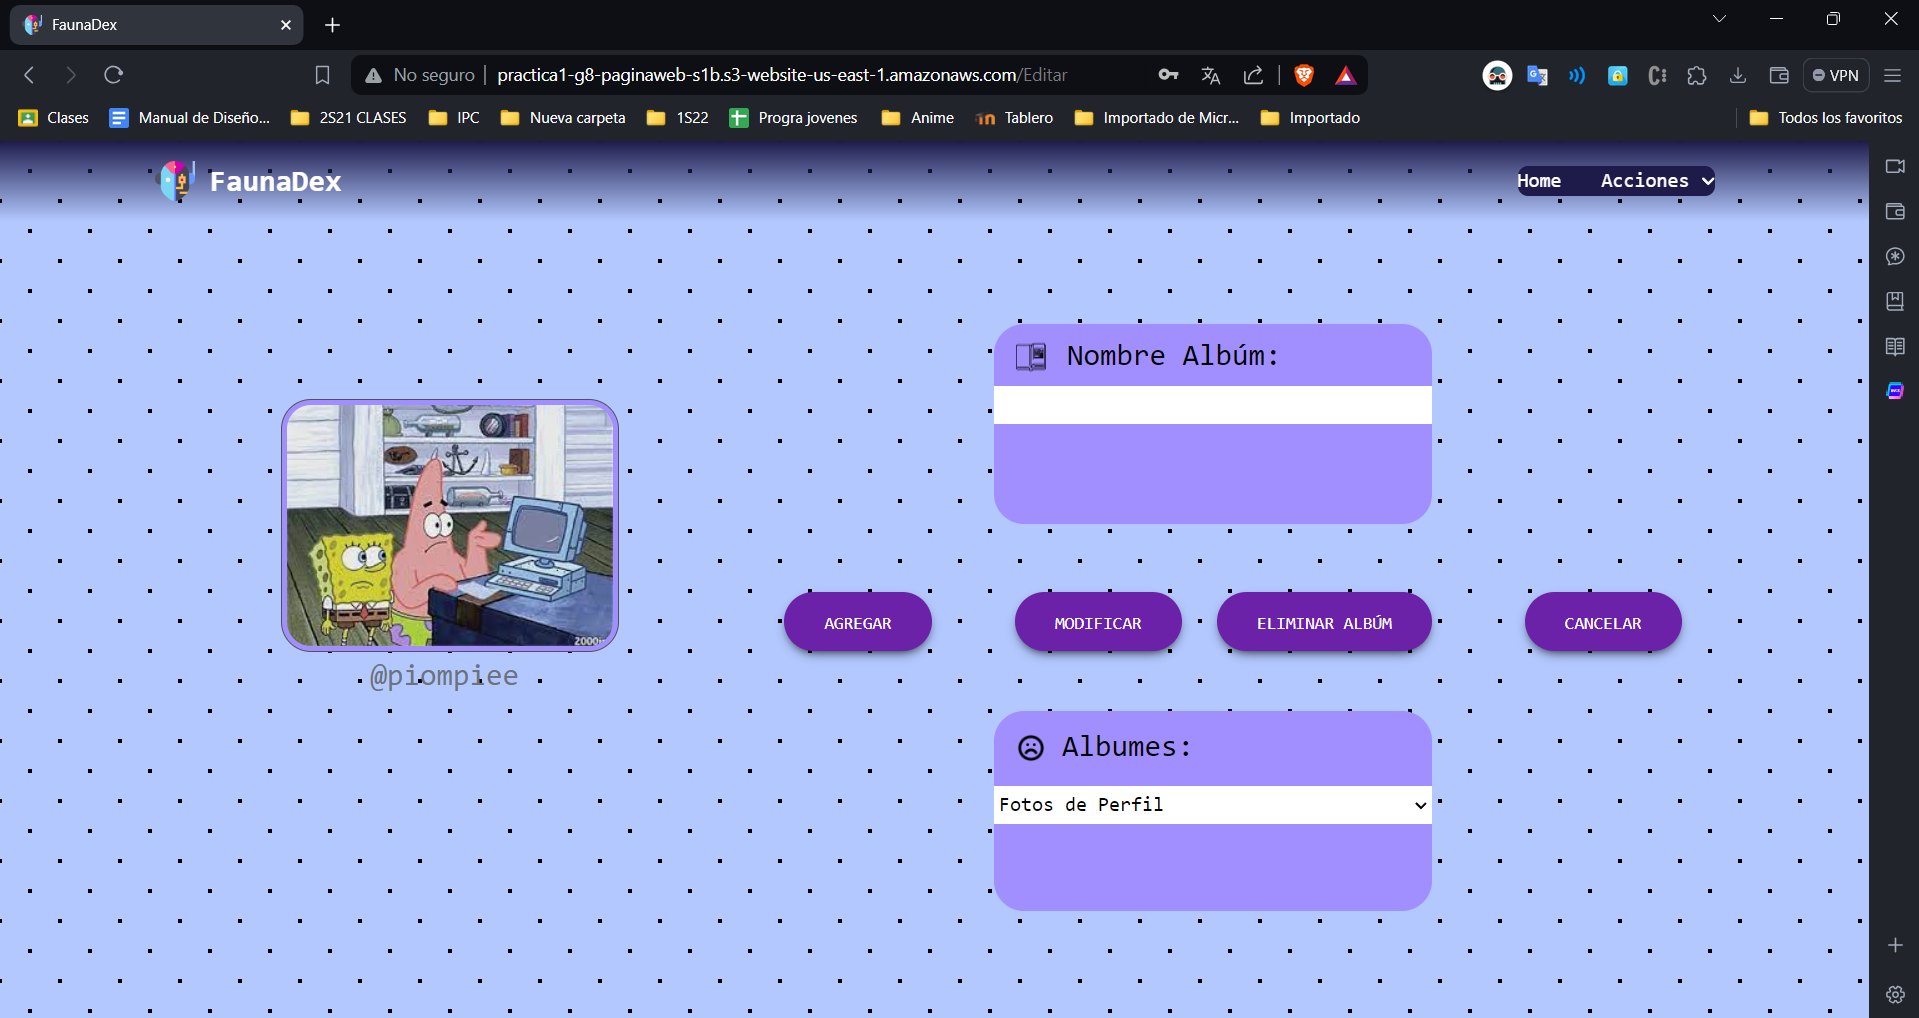 FaunaDex
No seguro
practica1-g8-paginaweb-s1b.s3-website-us-east-1.amazonaws.com/Editar
VPN
Clases
Manual de Diseño...
2S21 CLASES
IPC
Nueva carpeta
1S22
Progra jovenes
Anime
Tablero
Importado de Micr...
Importado
Todos los favoritos
FaunaDex
Home
Acciones
Nombre Albúm:
AGREGAR
MODIFICAR
ELIMINAR ALBÚM
CANCELAR
@piompiee
Albumes:
Fotos de Perfil